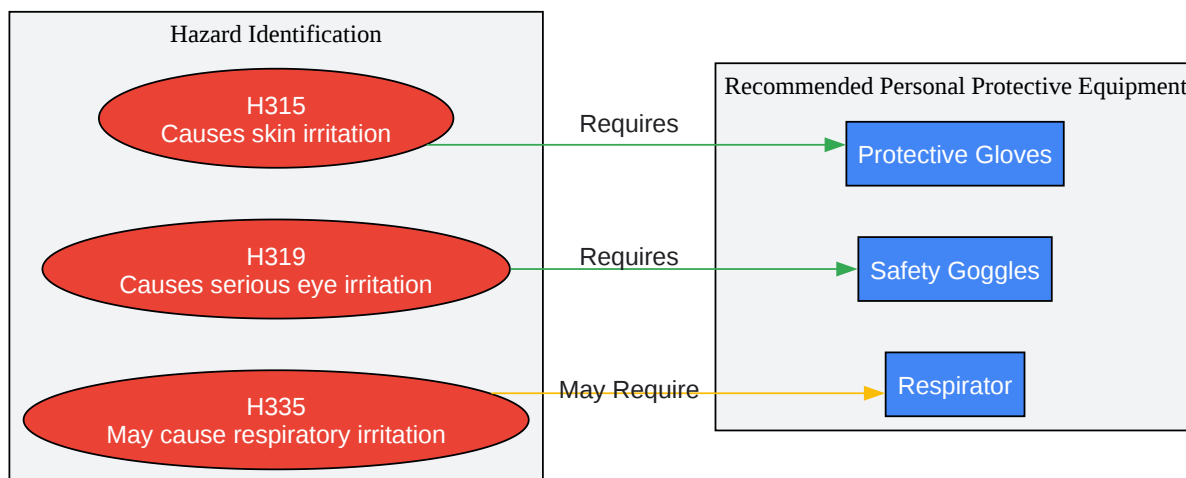 Hazard Identification
H315
Causes skin irritation
H319
Causes serious eye irritation
H335
May cause respiratory irritation
Requires
Requires
May Require
Recommended Personal Protective Equipment
Protective Gloves
Safety Goggles
Respirator